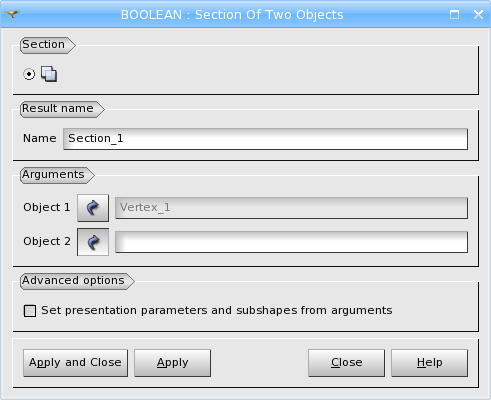 BOOLEAN : Section Of Two Objects
Section
Result name
Name Section_1
Arguments
Object 1 Vertex_1
Object 2
Advanced options
Set presentation parameters and subshapes from arguments
Apply and Close Apply Close Help